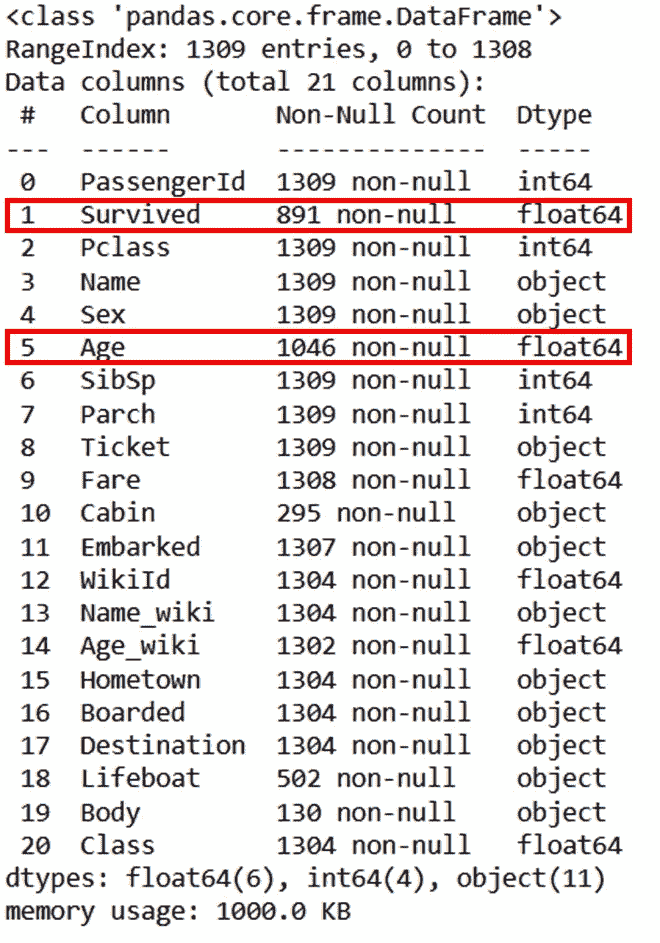 <class 'pandas.core.frame.DataFrame'>
RangeIndex: 1309 entries, 0 to 1308
Data columns (total 21 columns):
 #   Column       Non-Null Count  Dtype
---  ------       --------------  -----
 0   PassengerId  1309 non-null   int64
 1   Survived     891 non-null    float64
 2   Pclass       1309 non-null   int64
 3   Name         1309 non-null   object
 4   Sex          1309 non-null   object
 5   Age          1046 non-null   float64
 6   SibSp        1309 non-null   int64
 7   Parch        1309 non-null   int64
 8   Ticket       1309 non-null   object
 9   Fare         1308 non-null   float64
 10  Cabin        295 non-null    object
 11  Embarked     1307 non-null   object
 12  WikiId       1304 non-null   float64
 13  Name_wiki    1304 non-null   object
 14  Age_wiki     1302 non-null   float64
 15  Hometown     1304 non-null   object
 16  Boarded      1304 non-null   object
 17  Destination  1304 non-null   object
 18  Lifeboat     502 non-null    object
 19  Body         130 non-null    object
 20  Class        1304 non-null   float64
dtypes: float64(6), int64(4), object(11)
memory usage: 1000.0 KB